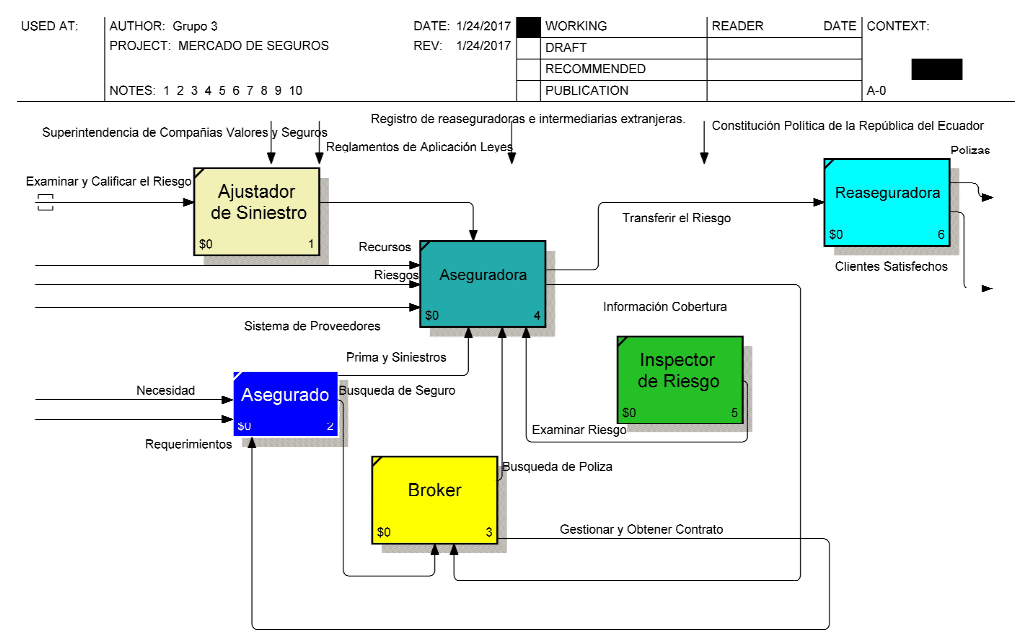 USED AT:
AUTHOR: Grupo 3
DATE: 1/24/2017
WORKING
READER
DATE
CONTEXT:
PROJECT: MERCADO DE SEGUROS
REV: 1/24/2017
DRAFT
RECOMMENDED
NOTES: 1 2 3 4 5 6 7 8 9 10
PUBLICATION
A-0
Superintendencia de Compañias Valores y Seguros
Registro de reaseguradoras e intermediarias extranjeras.
Constitución Politica de la República del Ecuador
Reglamentos de Aplicación Leyes
Polizas
Examinar y Calificar el Riesgo
Ajustador
de Siniestro
$0
1
Reaseguradora
$0
6
Transferir el Riesgo
Recursos
Riesgos
Aseguradora
$0
4
Clientes Satisfechos
Sistema de Proveedores
Información Cobertura
Prima y Siniestros
Inspector
de Riesgo
$0
5
Necesidad
Asegurado
$0
2
Busqueda de Seguro
Requerimientos
Examinar Riesgo
Busqueda de Poliza
Broker
$0
3
Gestionar y Obtener Contrato